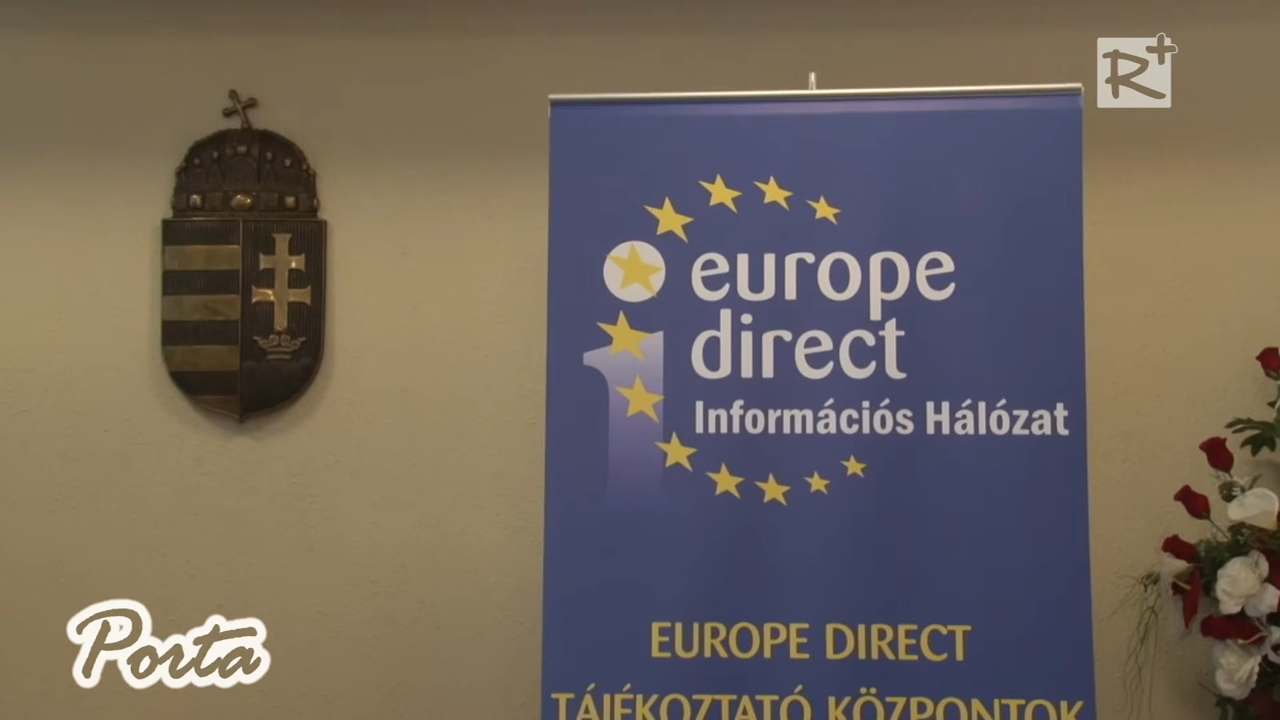 R+
europe
direct
Információs Hálózat
EUROPE DIRECT
TÁJÉKOZTATÓ KÖZPONTOK
Porta